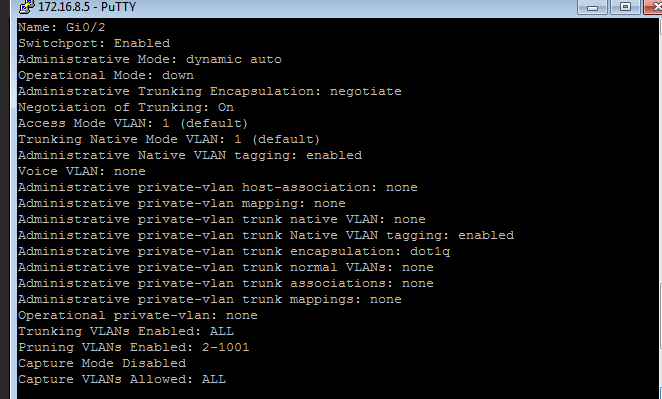 172.16.8.5 - PuTTY
Name: Gi0/2
Switchport: Enabled
Administrative Mode: dynamic auto
Operational Mode: down
Administrative Trunking Encapsulation: negotiate
Negotiation of Trunking: On
Access Mode VLAN: 1 (default)
Trunking Native Mode VLAN: 1 (default)
Administrative Native VLAN tagging: enabled
Voice VLAN: none
Administrative private-vlan host-association: none
Administrative private-vlan mapping: none
Administrative private-vlan trunk native VLAN: none
Administrative private-vlan trunk Native VLAN tagging: enabled
Administrative private-vlan trunk encapsulation: dot1q
Administrative private-vlan trunk normal VLANs: none
Administrative private-vlan trunk associations: none
Administrative private-vlan trunk mappings: none
Operational private-vlan: none
Trunking VLANs Enabled: ALL
Pruning VLANs Enabled: 2-1001
Capture Mode Disabled
Capture VLANs Allowed: ALL